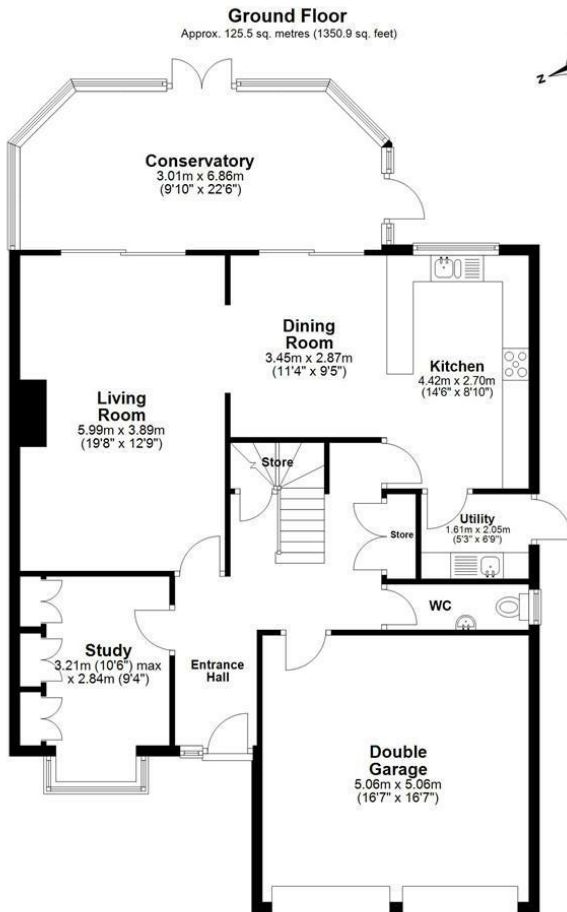 Ground Floor
Approx. 125.5 sq. metres (1350.9 sq. feet)
Z
Conservatory
3.01m x 6.86m
(9'10" x 22'6")
Dining
Room
3.45m x 2.87m
(11'4" x 9'5")
Kitchen
4.42m x 2.70m
(14'6" x 8'10")
Living
Room
5.99m x 3.89m
(19'8" x 12'9")
Store
Utility
1.61m x 2.05m
(5'3" x 6'9")
Store
WC
Study
3.21m (10'6") max
x 2.84m (9'4")
Entrance
Hall
Double
Garage
5.06m x 5.06m
(16'7" x 16'7")